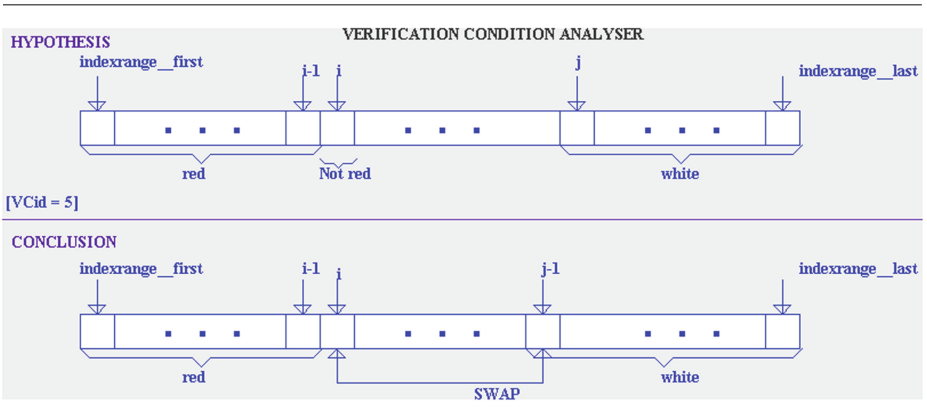 VERIFICATION CONDITION ANALYSER
HYPOTHESIS
indexrange__first i-1 i j indexrange__last
red Not red white
[VCid = 5]
CONCLUSION
indexrange__first i-1 i j-1 indexrange__last
red white
SWAP